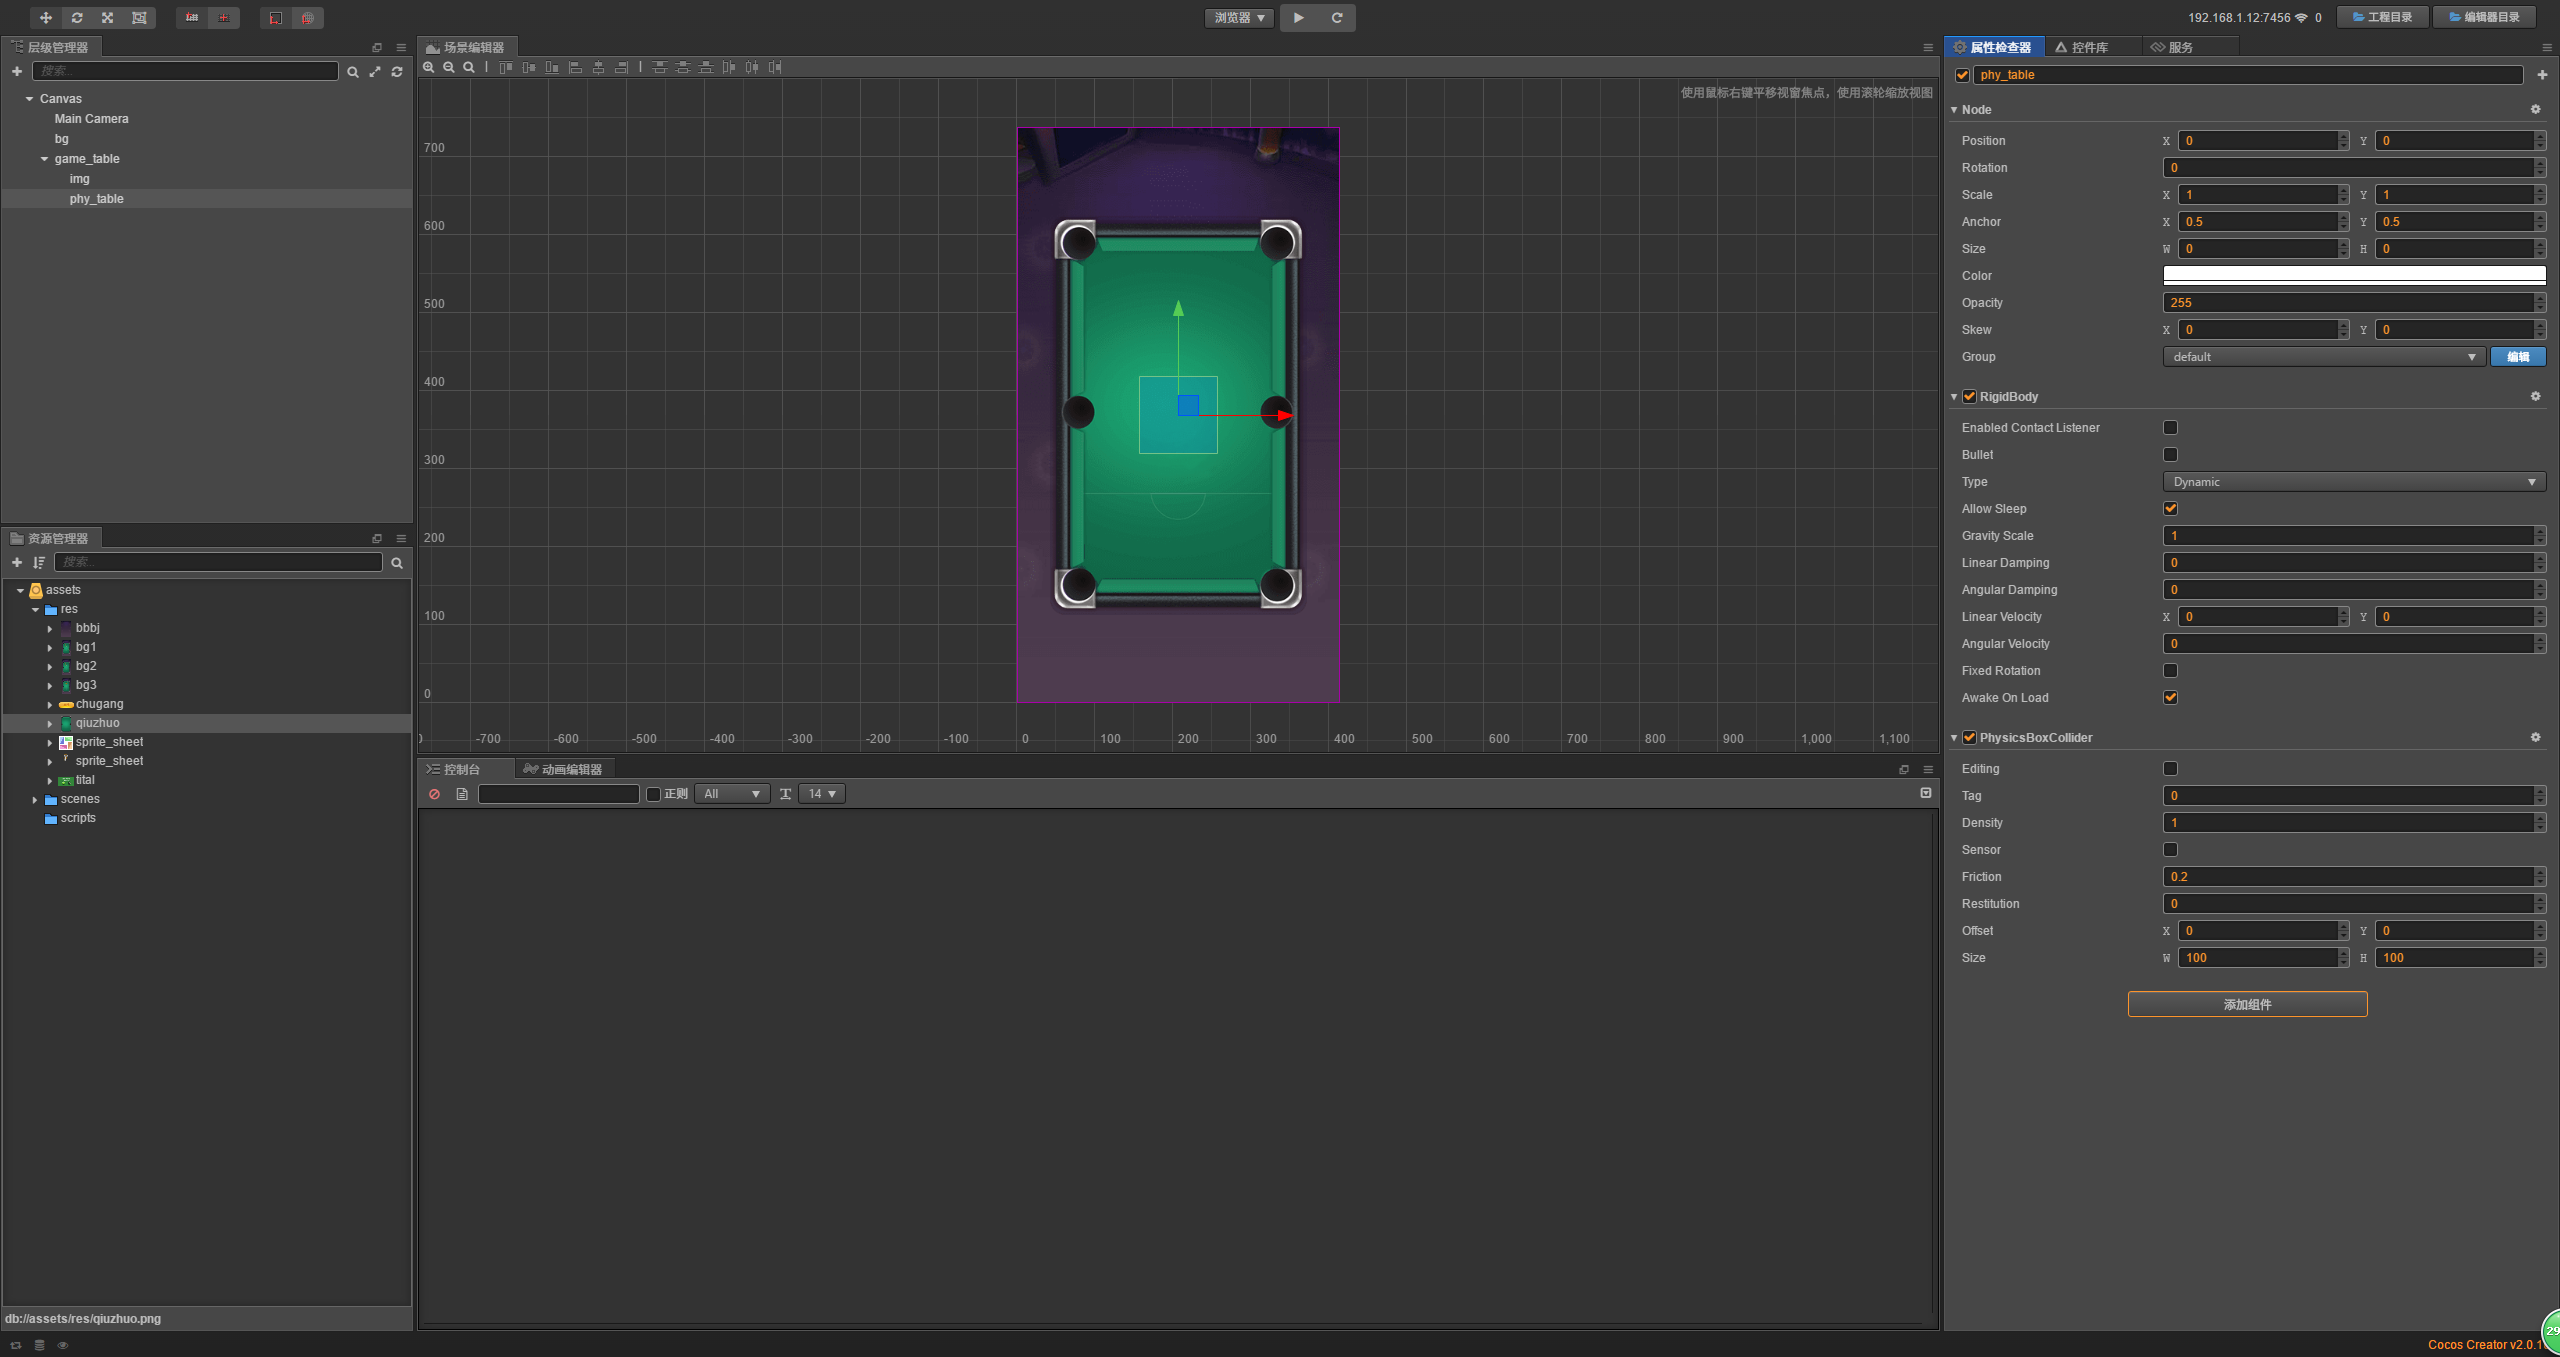 浏览器
192.168.1.12:7456 0 工程目录 编辑器目录
层级管理器
搜索...
Canvas
Main Camera
bg
game_table
img
phy_table
资源管理器
搜索...
assets
res
bbbj
bg1
bg2
bg3
chugang
qiuzhuo
sprite_sheet
sprite_sheet
tital
scenes
scripts
db://assets/res/qiuzhuo.png
场景编辑器
使用鼠标右键平移视窗焦点，使用滚轮缩放视图
700
600
500
400
300
200
100
0
-700 -600 -500 -400 -300 -200 -100 0 100 200 300 400 500 600 700 800 900 1,000 1,100
控制台 动画编辑器
正则 All 14
属性检查器 控件库 服务
phy_table
Node
Position X 0 Y 0
Rotation 0
Scale X 1 Y 1
Anchor X 0.5 Y 0.5
Size W 0 H 0
Color
Opacity 255
Skew X 0 Y 0
Group default 编辑
RigidBody
Enabled Contact Listener
Bullet
Type Dynamic
Allow Sleep
Gravity Scale 1
Linear Damping 0
Angular Damping 0
Linear Velocity X 0 Y 0
Angular Velocity 0
Fixed Rotation
Awake On Load
PhysicsBoxCollider
Editing
Tag 0
Density 1
Sensor
Friction 0.2
Restitution 0
Offset X 0 Y 0
Size W 100 H 100
添加组件
29
Cocos Creator v2.0.1